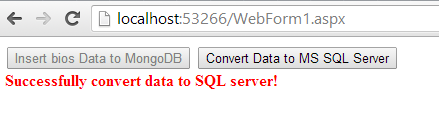 localhost:53266/WebForm1.aspx
Insert bios Data to MongoDB Convert Data to MS SQL Server
Successfully convert data to SQL server!